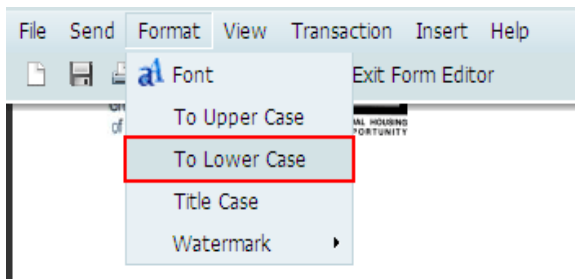 File Send Format View Transaction Insert Help
Font
Exit Form Editor
To Upper Case
of
To Lower Case
Title Case
Watermark